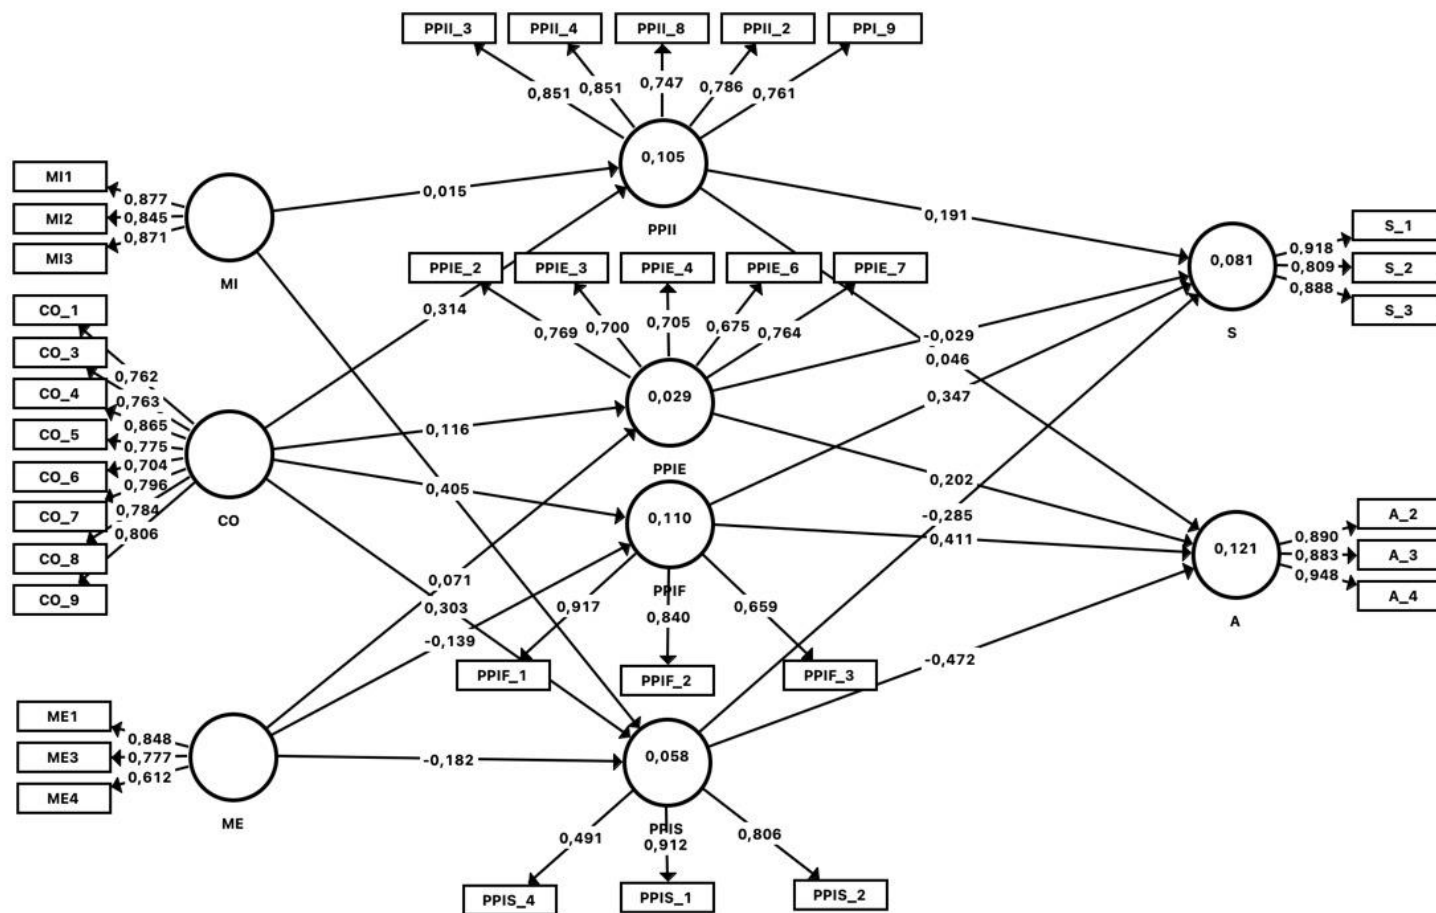 PPII_3 PPII_4 PPII_8 PPII_2 PPI_9
0,851 0,851 0,747 0,786 0,761
0,105
PPII
MI1
MI2
MI3
0,877
0,845
0,871
MI
0,015
0,191
0,314
PPIE_2 PPIE_3 PPIE_4 PPIE_6 PPIE_7
0,769 0,700 0,705 0,675 0,764
0,029
PPIE
S_1
S_2
S_3
0,918
0,809
0,888
0,081
S
-0,029
0,046
0,347
CO_1
CO_3
CO_4
CO_5
CO_6
CO_7
CO_8
CO_9
0,762
0,763
0,865
0,775
0,704
0,796
0,784
0,806
CO
0,116
0,405
0,202
-0,285
0,411
0,110
PPIF
0,917 0,840 0,659
PPIF_1 PPIF_2 PPIF_3
A_2
A_3
A_4
0,890
0,883
0,948
0,121
A
0,071
0,303
-0,139
-0,472
ME1
ME3
ME4
0,848
0,777
0,612
ME
-0,182
0,058
PPIS
0,491 0,912 0,806
PPIS_4 PPIS_1 PPIS_2